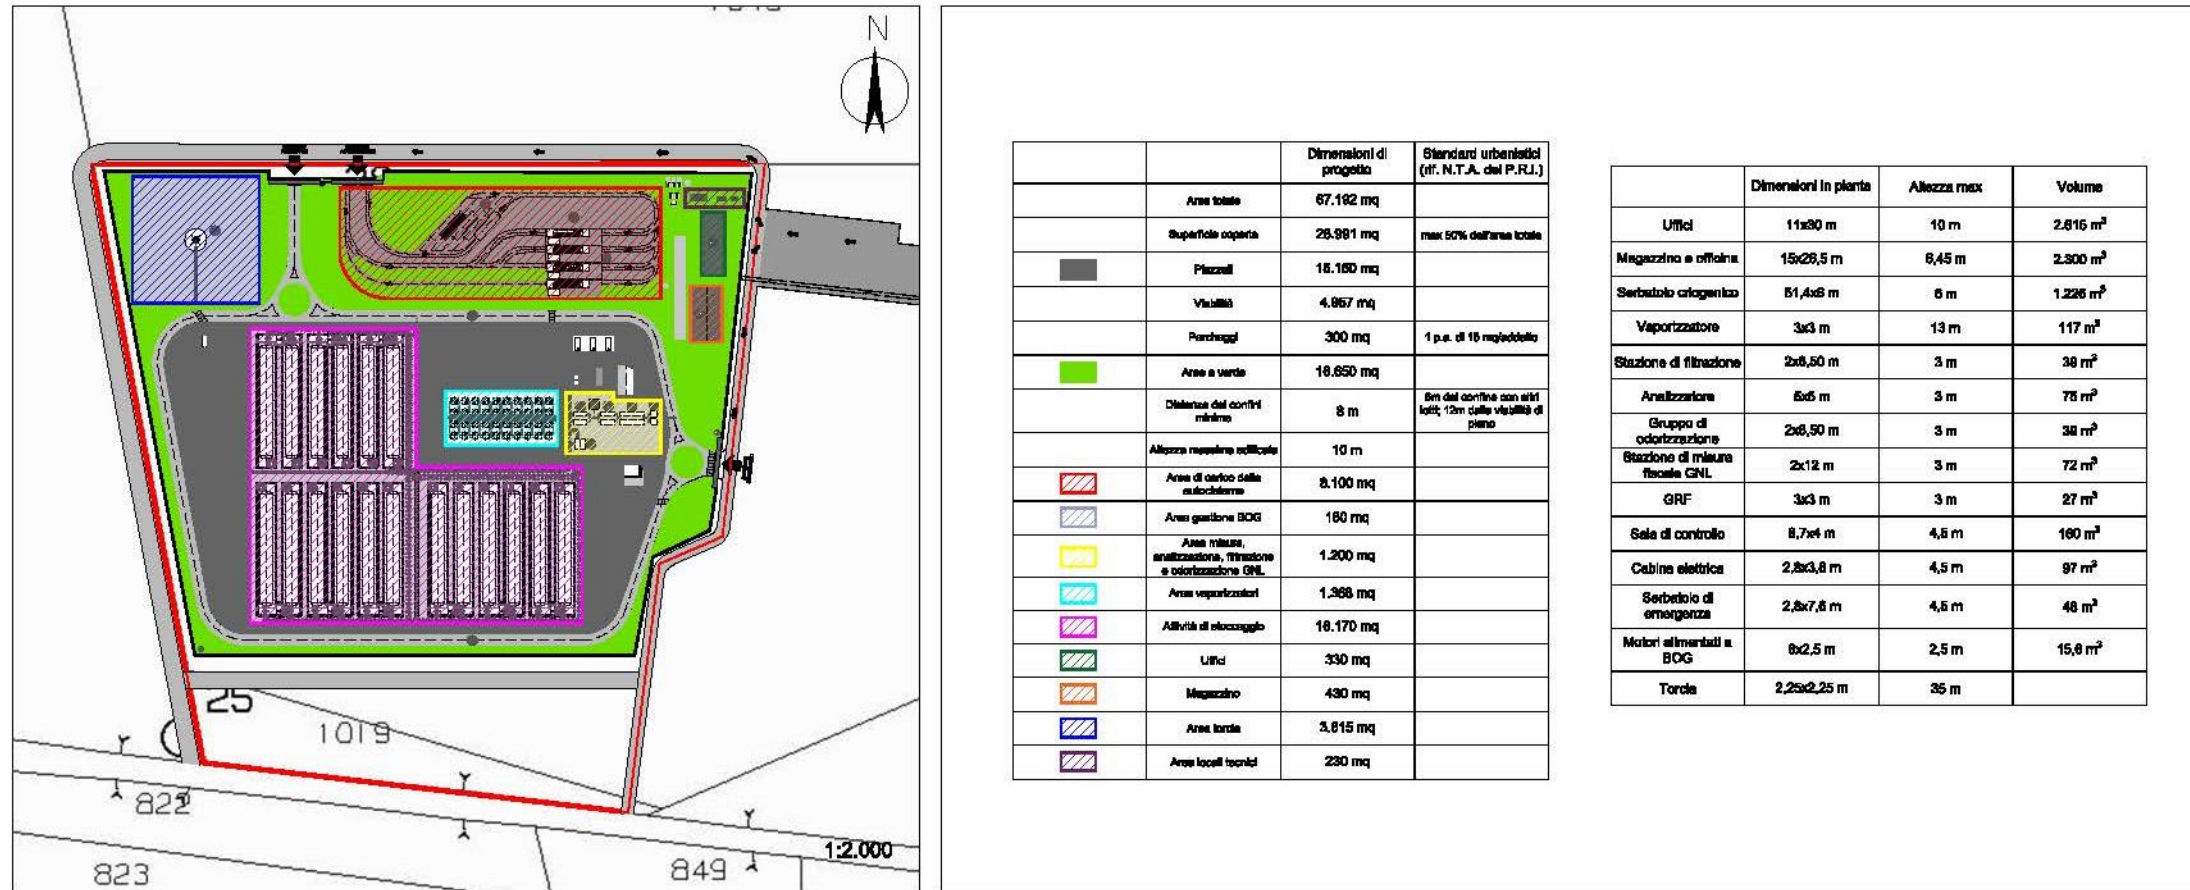 N
25
1019
822
823
849
1:2.000
Dimensioni di progetto
Standard urbanistici (rif. N.T.A. del P.R.I.)
Area totale 67.192 mq
Superficie coperta 26.991 mq max 50% dell'area totale
Piazzali 15.150 mq
Viabilità 4.957 mq
Parcheggi 300 mq 1 p.a. di 15 mq/addetto
Area a verde 16.650 mq
Distanza dai confini minima 8 m 6m dal confine con altri lotti; 12m dalla viabilità di piano
Altezza massima edificato 10 m
Area di carico delle autocisterne 8.100 mq
Area gestione BOG 160 mq
Area misura, analizzazione, filtrazione e odorizzazione GNL 1.200 mq
Area vaporizzatori 1.368 mq
Attività di stoccaggio 16.170 mq
Uffici 330 mq
Magazzino 430 mq
Area torcia 3.615 mq
Area locali tecnici 230 mq
Dimensioni in pianta Altezza max Volume
Uffici 11x30 m 10 m 2.615 m³
Magazzino e officina 15x26,5 m 6,45 m 2.300 m³
Serbatoio criogenico 51,4x6 m 6 m 1.226 m³
Vaporizzatore 3x3 m 13 m 117 m³
Stazione di filtrazione 2x6,50 m 3 m 39 m³
Analizzatore 5x5 m 3 m 75 m³
Gruppo di odorizzazione 2x6,50 m 3 m 39 m³
Stazione di misura fiscale GNL 2x12 m 3 m 72 m³
GRF 3x3 m 3 m 27 m³
Sala di controllo 8,7x4 m 4,5 m 160 m³
Cabina elettrica 2,8x3,8 m 4,5 m 97 m³
Serbatoio di emergenza 2,8x7,6 m 4,5 m 48 m³
Motori alimentati a BOG 8x2,5 m 2,5 m 15,6 m³
Torcia 2,25x2,25 m 35 m